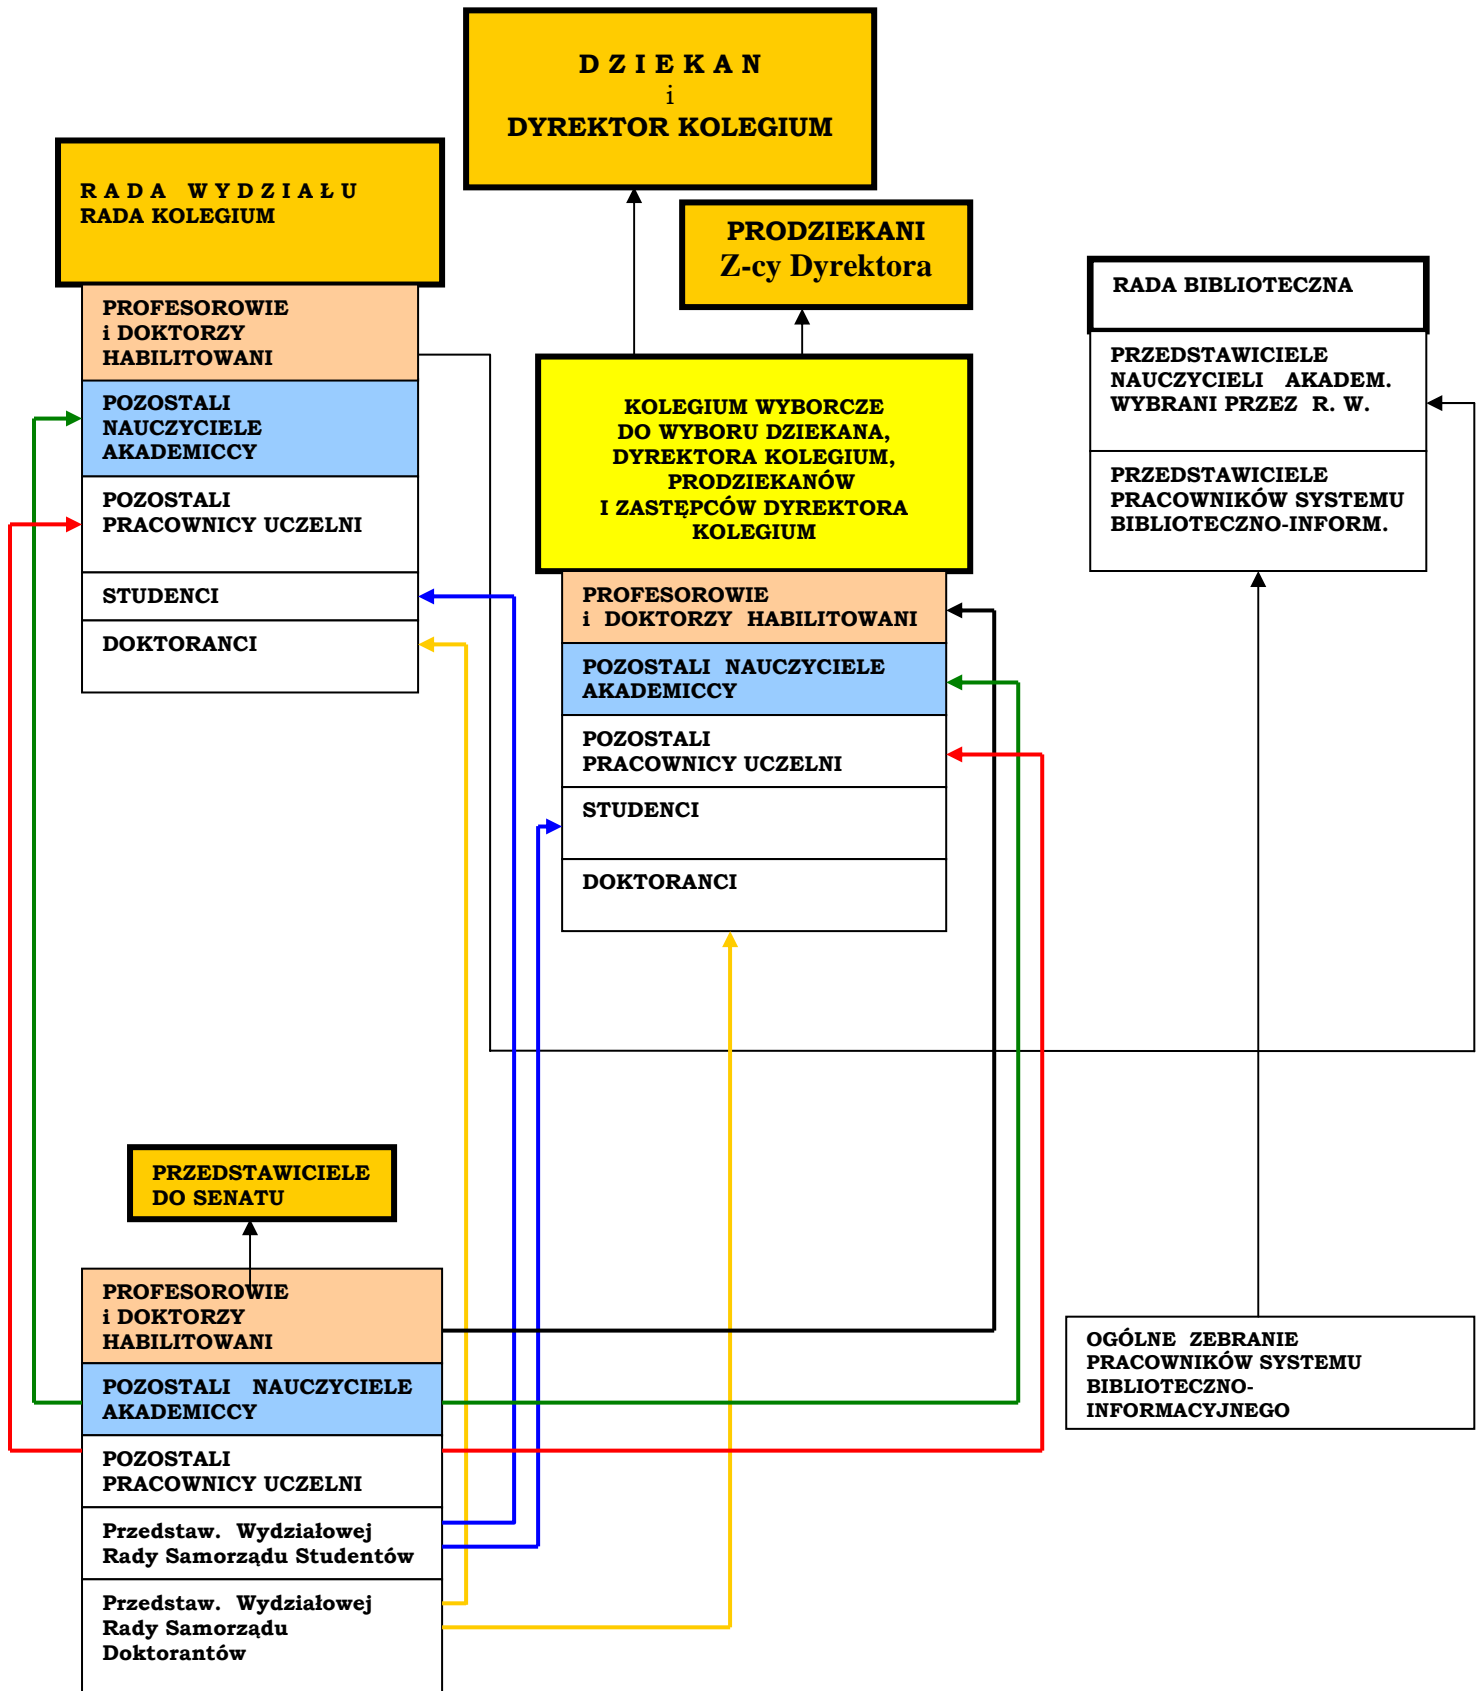 D Z I E K A N
i
DYREKTOR KOLEGIUM
R A D A W Y D Z I A Ł U
RADA KOLEGIUM
PRODZIEKANI
Z-cy Dyrektora
RADA BIBLIOTECZNA
PROFESOROWIE
i DOKTORZY
HABILITOWANI
POZOSTALI
NAUCZYCIELE
AKADEMICCY
POZOSTALI
PRACOWNICY UCZELNI
STUDENCI
DOKTORANCI
KOLEGIUM WYBORCZE
DO WYBORU DZIEKANA,
DYREKTORA KOLEGIUM,
PRODZIEKANÓW
I ZASTĘPCÓW DYREKTORA
KOLEGIUM
PROFESOROWIE
i DOKTORZY HABILITOWANI
POZOSTALI NAUCZYCIELE
AKADEMICCY
POZOSTALI
PRACOWNICY UCZELNI
STUDENCI
DOKTORANCI
PRZEDSTAWICIELE
NAUCZYCIELI AKADEM.
WYBRANI PRZEZ R. W.
PRZEDSTAWICIELE
PRACOWNIKÓW SYSTEMU
BIBLIOTECZNO-INFORM.
PRZEDSTAWICIELE
DO SENATU
PROFESOROWIE
i DOKTORZY
HABILITOWANI
POZOSTALI NAUCZYCIELE
AKADEMICCY
POZOSTALI
PRACOWNICY UCZELNI
Przedstaw. Wydziałowej
Rady Samorządu Studentów
Przedstaw. Wydziałowej
Rady Samorządu
Doktorantów
OGÓLNE ZEBRANIE
PRACOWNIKÓW SYSTEMU
BIBLIOTECZNO-
INFORMACYJNEGO